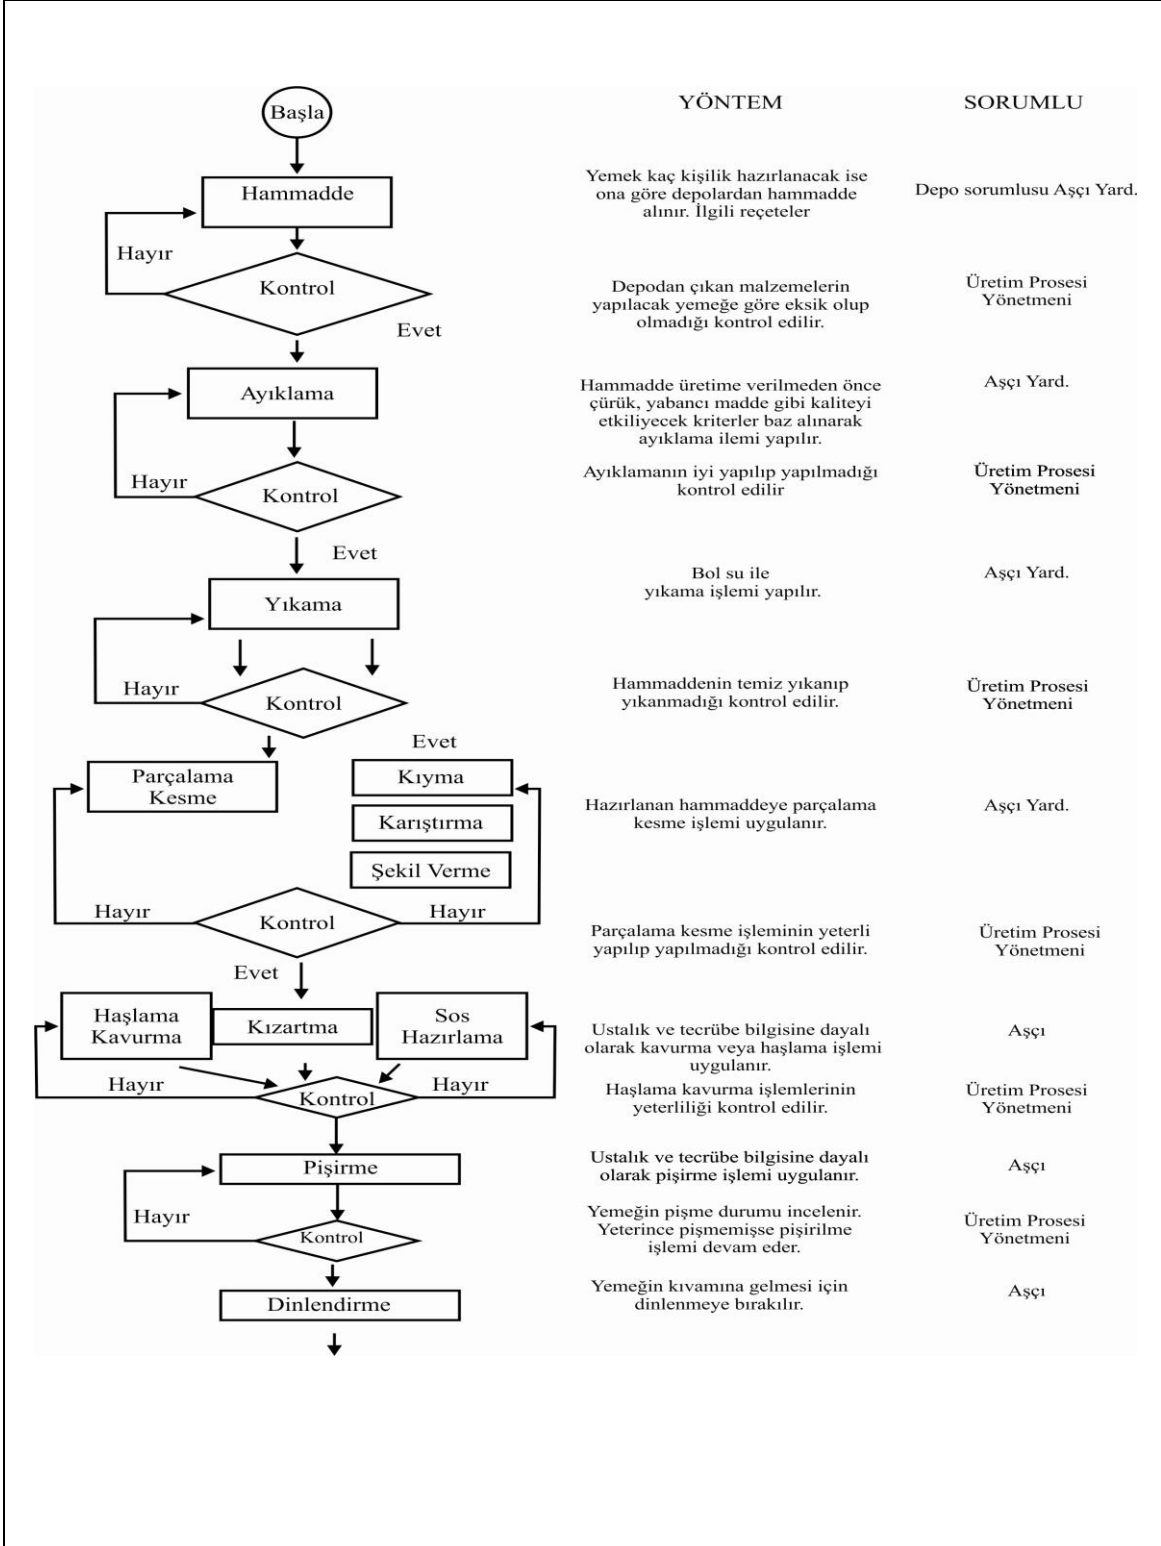 Başla
YÖNTEM
SORUMLU
Hammadde
Yemek kaç kişilik hazırlanacak ise
ona göre depolardan hammadde
alınır. İlgili reçeteler
Depo sorumlusu Aşçı Yard.
Hayır
Kontrol
Evet
Depodan çıkan malzemelerin
yapılacak yemeğe göre eksik olup
olmadığı kontrol edilir.
Üretim Prosesi
Yönetmeni
Ayıklama
Hammadde üretime verilmeden önce
çürük, yabancı madde gibi kaliteyi
etkiliyecek kriterler baz alınarak
ayıklama ilemi yapılır.
Aşçı Yard.
Hayır
Kontrol
Evet
Ayıklamanın iyi yapılıp yapılmadığı
kontrol edilir
Üretim Prosesi
Yönetmeni
Yıkama
Bol su ile
yıkama işlemi yapılır.
Aşçı Yard.
Hayır
Kontrol
Evet
Hammaddenin temiz yıkanıp
yıkanmadığı kontrol edilir.
Üretim Prosesi
Yönetmeni
Parçalama
Kesme
Kıyma
Karıştırma
Şekil Verme
Hazırlanan hammaddeye parçalama
kesme işlemi uygulanır.
Aşçı Yard.
Hayır
Kontrol
Hayır
Evet
Parçalama kesme işleminin yeterli
yapılıp yapılmadığı kontrol edilir.
Üretim Prosesi
Yönetmeni
Haşlama
Kavurma
Kızartma
Sos
Hazırlama
Ustalık ve tecrübe bilgisine dayalı
olarak kavurma veya haşlama işlemi
uygulanır.
Aşçı
Hayır
Kontrol
Hayır
Haşlama kavurma işlemlerinin
yeterliliği kontrol edilir.
Üretim Prosesi
Yönetmeni
Pişirme
Ustalık ve tecrübe bilgisine dayalı
olarak pişirme işlemi uygulanır.
Aşçı
Hayır
Kontrol
Yemeğin pişme durumu incelenir.
Yeterince pişmemişse pişirilme
işlemi devam eder.
Üretim Prosesi
Yönetmeni
Dinlendirme
Yemeğin kıvamına gelmesi için
dinlenmeye bırakılır.
Aşçı